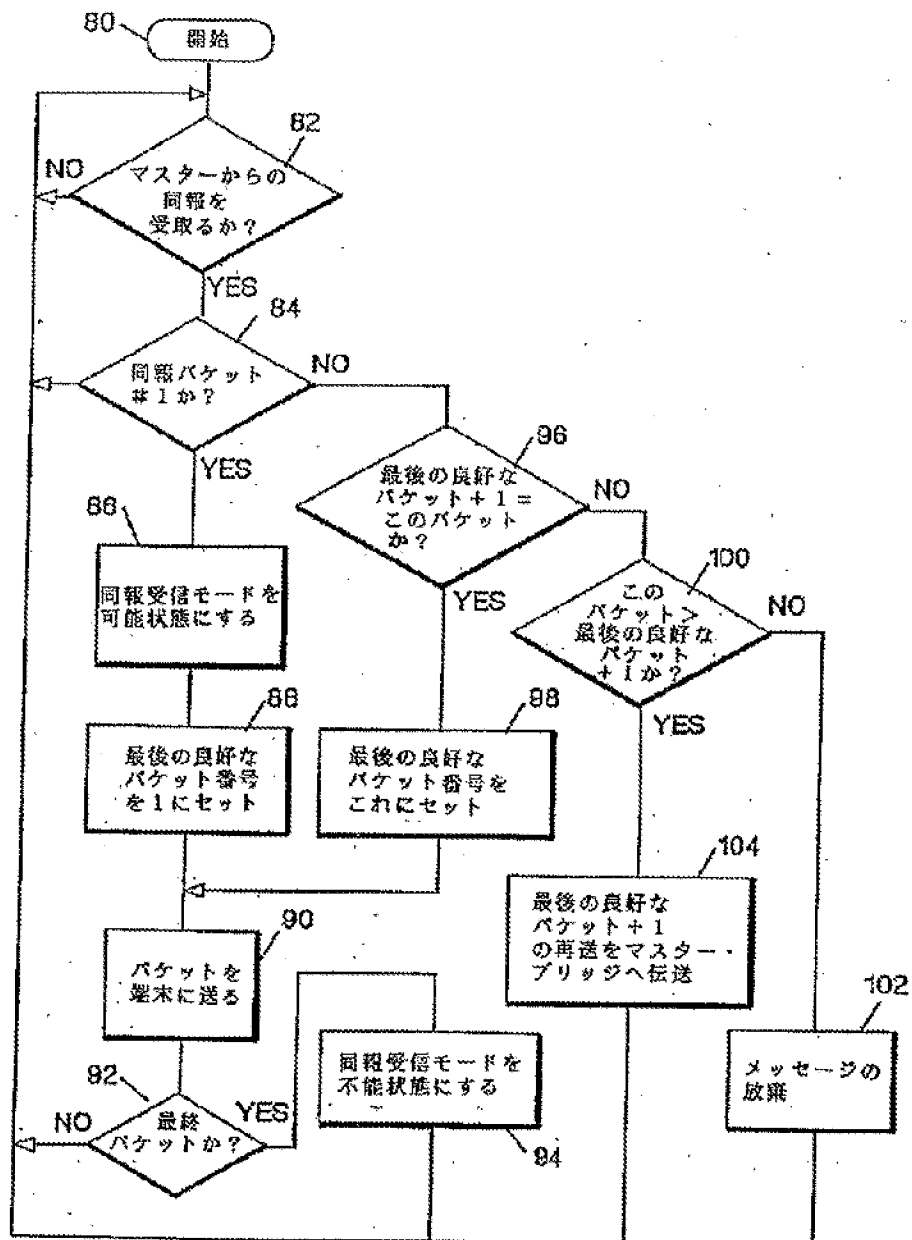 80
開始
82
NO
マスターからの
同報を
受取るか?
YES
84
NO
同報パケット
#1か?
YES
96
最後の良好な
パケット+1=
このパケット
か?
NO
YES
86
同報受信モードを
可能状態にする
100
この
パケット>
最後の良好な
パケット
+1か?
NO
YES
88
最後の良好な
パケット番号
を1にセット
98
最後の良好な
パケット番号を
これにセット
104
最後の良好な
パケット+1
の再送をマスター・
ブリッジへ伝送
90
パケットを
端末に送る
102
メッセージの
放棄
92
NO
最終
パケットか?
YES
同報受信モードを
不能状態にする
94